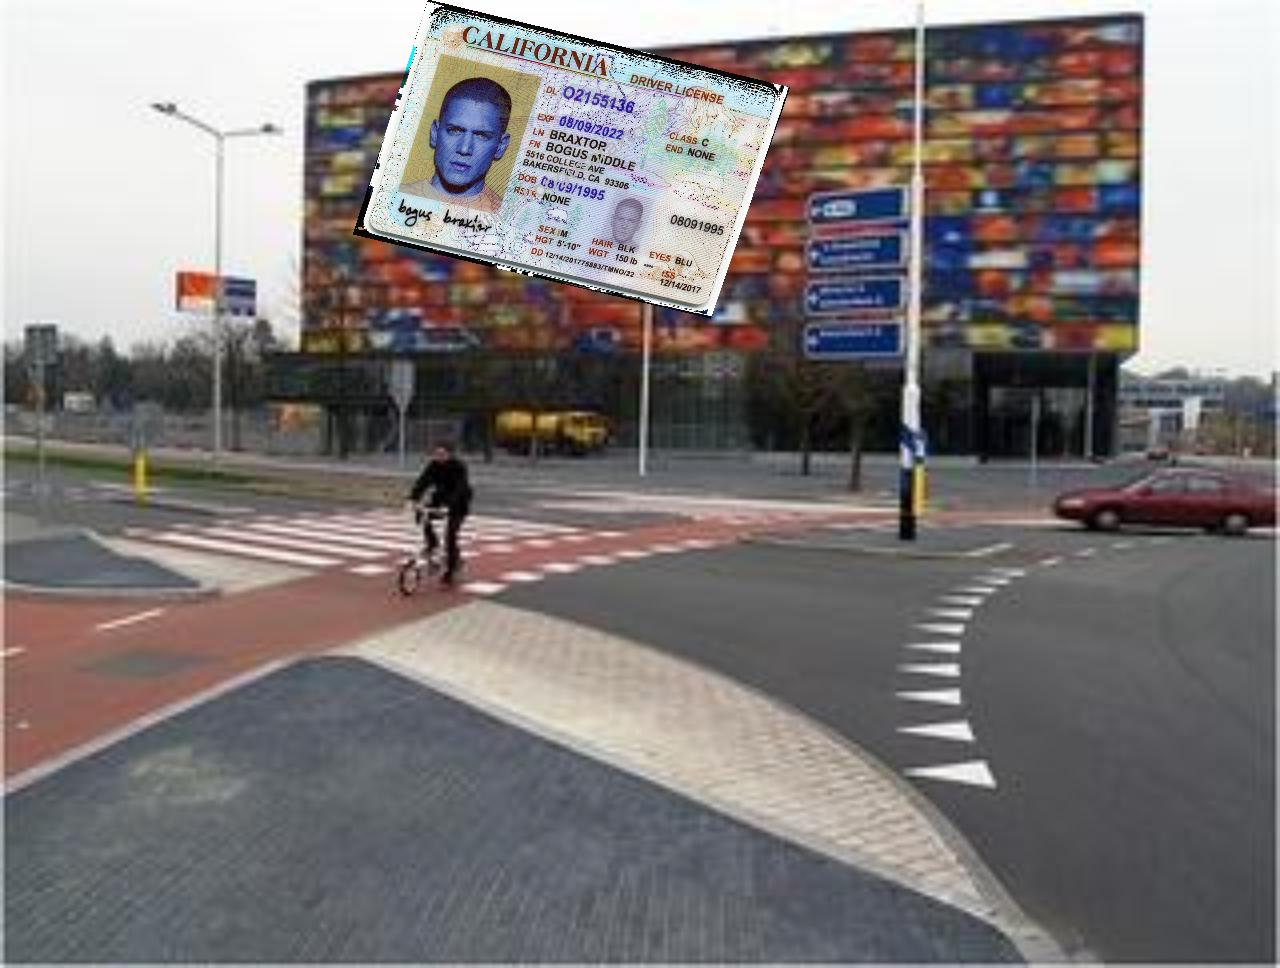 CALIFORNIA
DRIVER LICENSE
DL O2155136
EXP 08/09/2022
LN BRAXTOP
FN BOGUS MIDDLE
5516 COLLEGE AVE
BAKERSFIELD, CA 93306
DOB 08/09/1995
RSTR NONE
CLASS C
END NONE
08091995
SEX M
HAIR BLK
EYES BLU
HGT 5'-10"
WGT 150 lb
ISS
12/14/2017
bogus braxtor